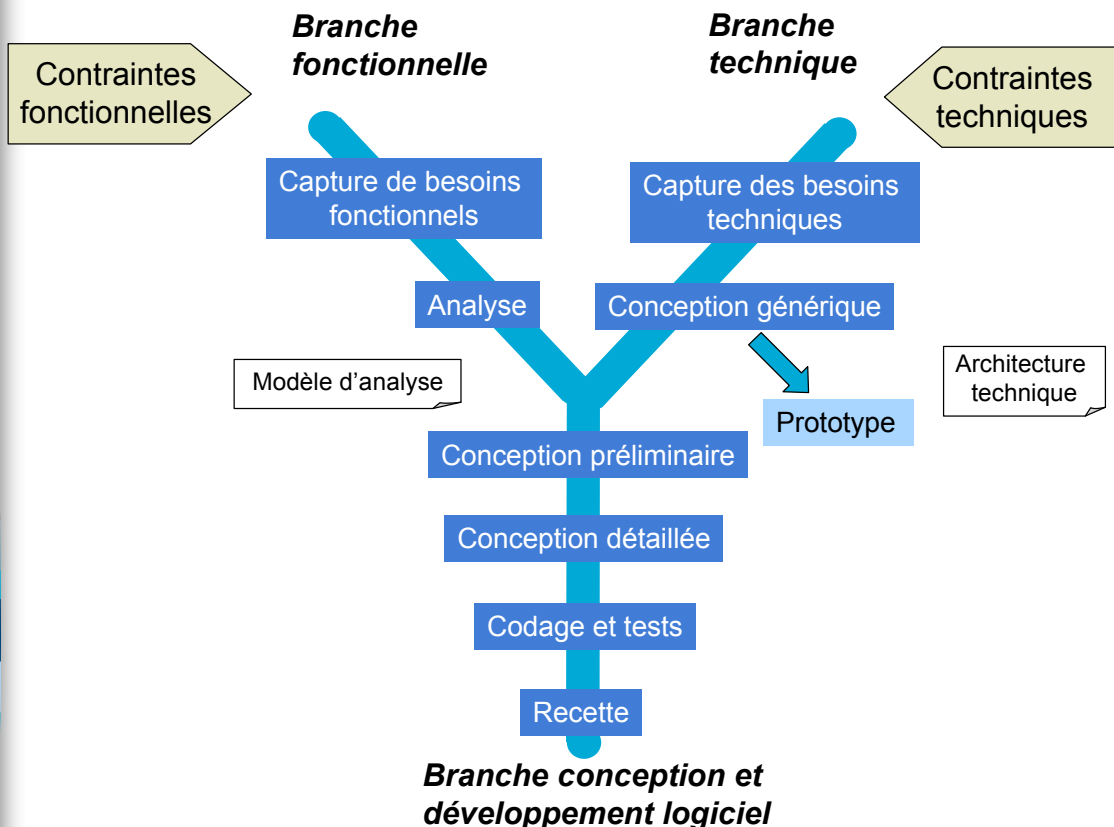 Branche
fonctionnelle
Branche
technique
Contraintes
fonctionnelles
Contraintes
techniques
Capture de besoins
fonctionnels
Capture des besoins
techniques
Analyse
Conception générique
Modèle d'analyse
Architecture
technique
Prototype
Conception préliminaire
Conception détaillée
Codage et tests
Recette
Branche conception et
développement logiciel